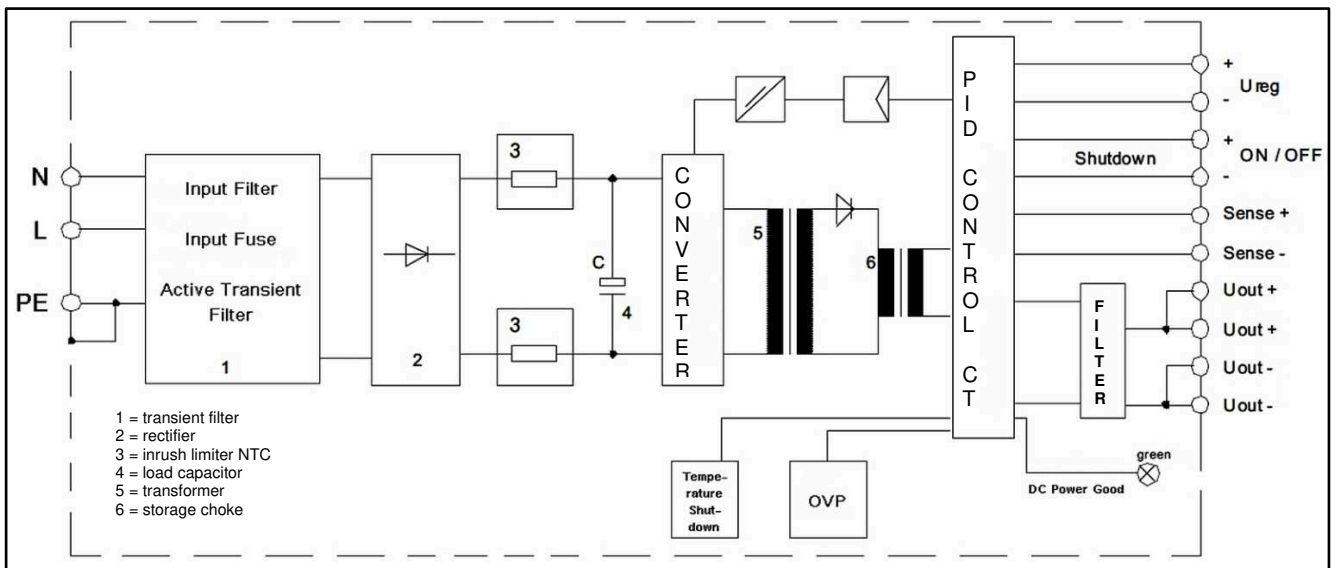 N
L
PE
Input Filter
Input Fuse
Active Transient
Filter
1
2
3
3
C
4
CONVERTER
5
6
PID CONTROL CT
+
Ureg
-
+
ON / OFF
Shutdown
-
Sense +
Sense -
Uout +
Uout +
Uout -
Uout -
FILTER
green
DC Power Good
Tempe-
rature
Shut-
down
OVP
1 = transient filter
2 = rectifier
3 = inrush limiter NTC
4 = load capacitor
5 = transformer
6 = storage choke